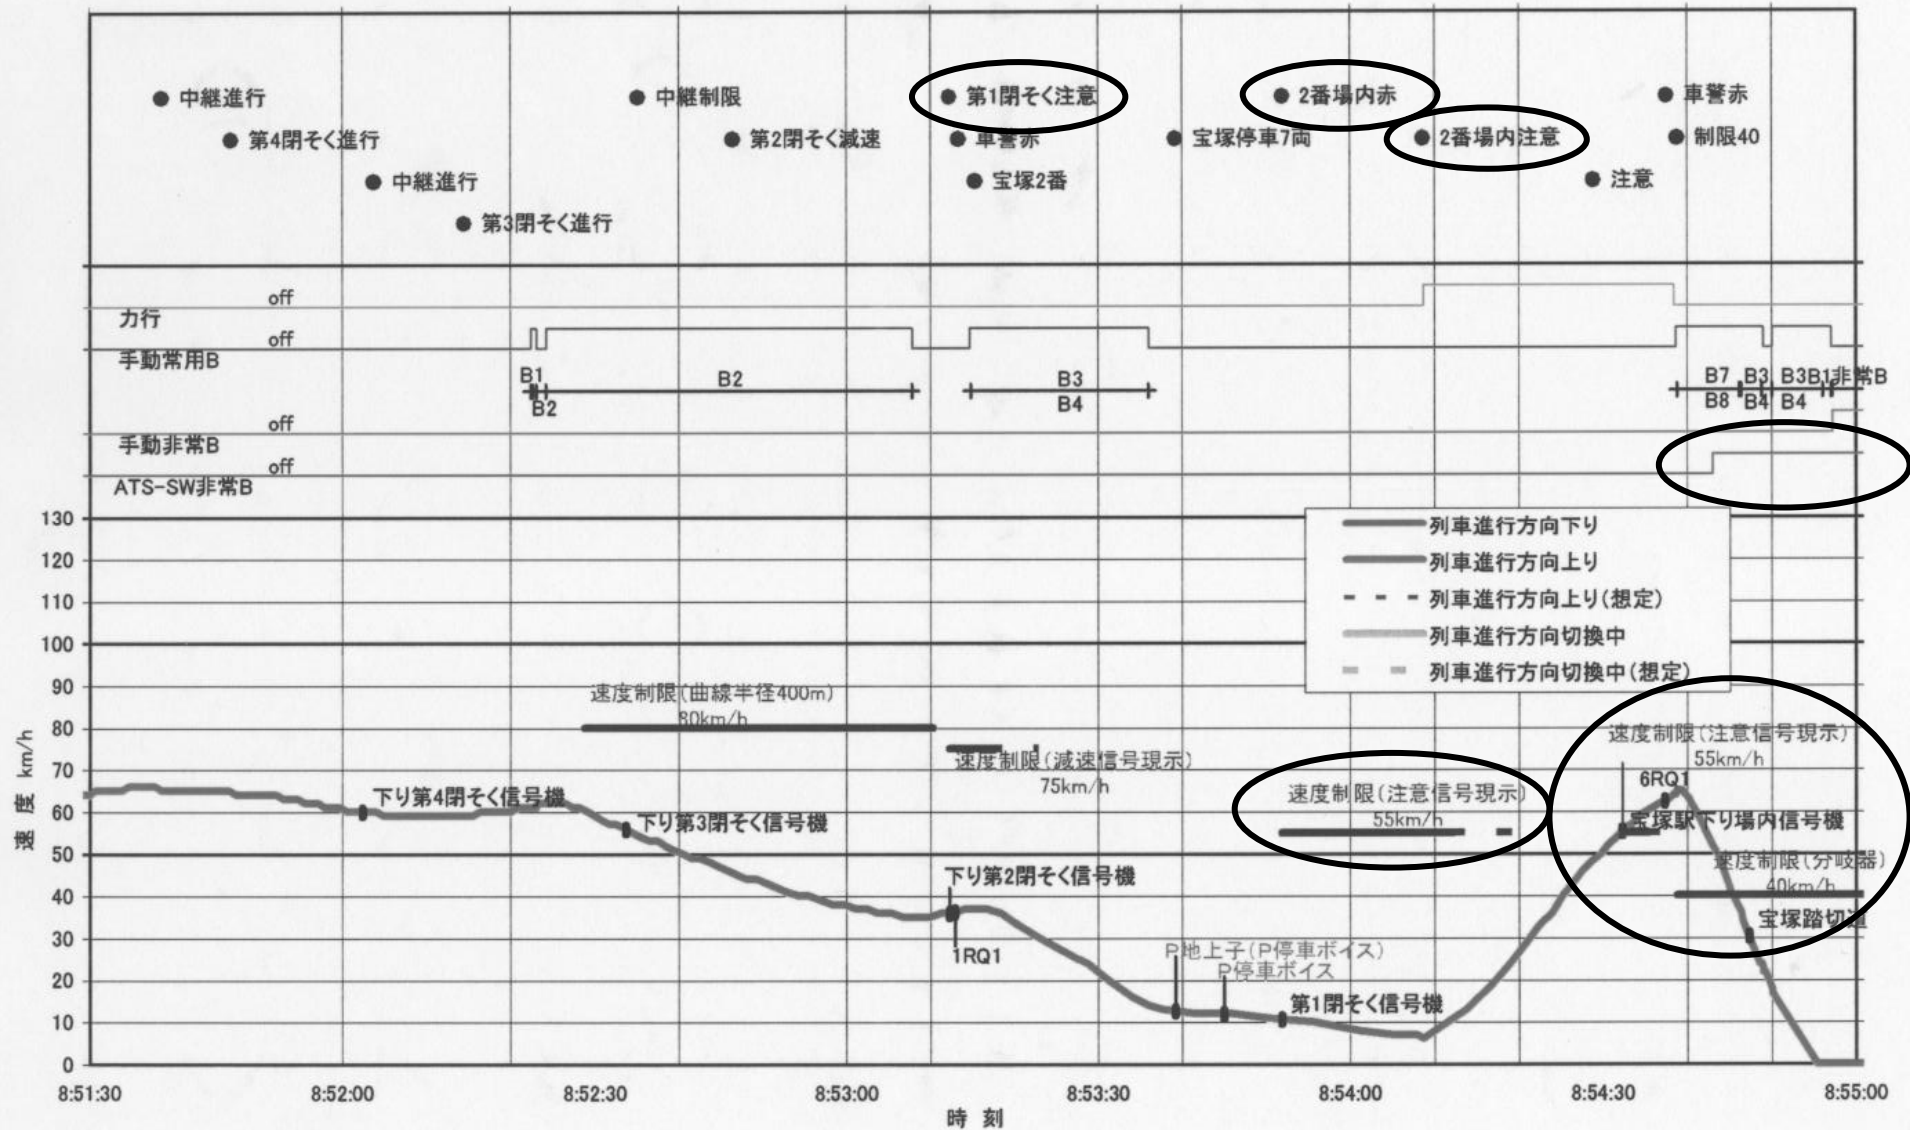 中継進行
中継制限
第1閉そく注意
2番場内赤
車警赤
第4閉そく進行
第2閉そく減速
車警赤
宝塚停車7両
2番場内注意
制限40
中継進行
宝塚2番
注意
第3閉そく進行
off
力行
off
手動常用B
B1
B2
B2
B3
B4
B7
B8
B3
B4
B3
B4
B1
非常B
off
手動非常B
off
ATS-SW非常B
列車進行方向下り
列車進行方向上り
列車進行方向上り(想定)
列車進行方向切換中
列車進行方向切換中(想定)
130
120
110
100
90
80
70
60
50
40
30
20
10
0
速度 km/h
速度制限(曲線半径400m)
80km/h
速度制限(減速信号現示)
75km/h
速度制限(注意信号現示)
55km/h
速度制限(注意信号現示)
55km/h
6RQ1
下り第4閉そく信号機
下り第3閉そく信号機
宝塚駅下り場内信号機
速度制限(分岐器)
40km/h
下り第2閉そく信号機
宝塚踏切道
1RQ1
P地上子(P停車ボイス)
P停車ボイス
第1閉そく信号機
8:51:30
8:52:00
8:52:30
8:53:00
8:53:30
8:54:00
8:54:30
8:55:00
時刻